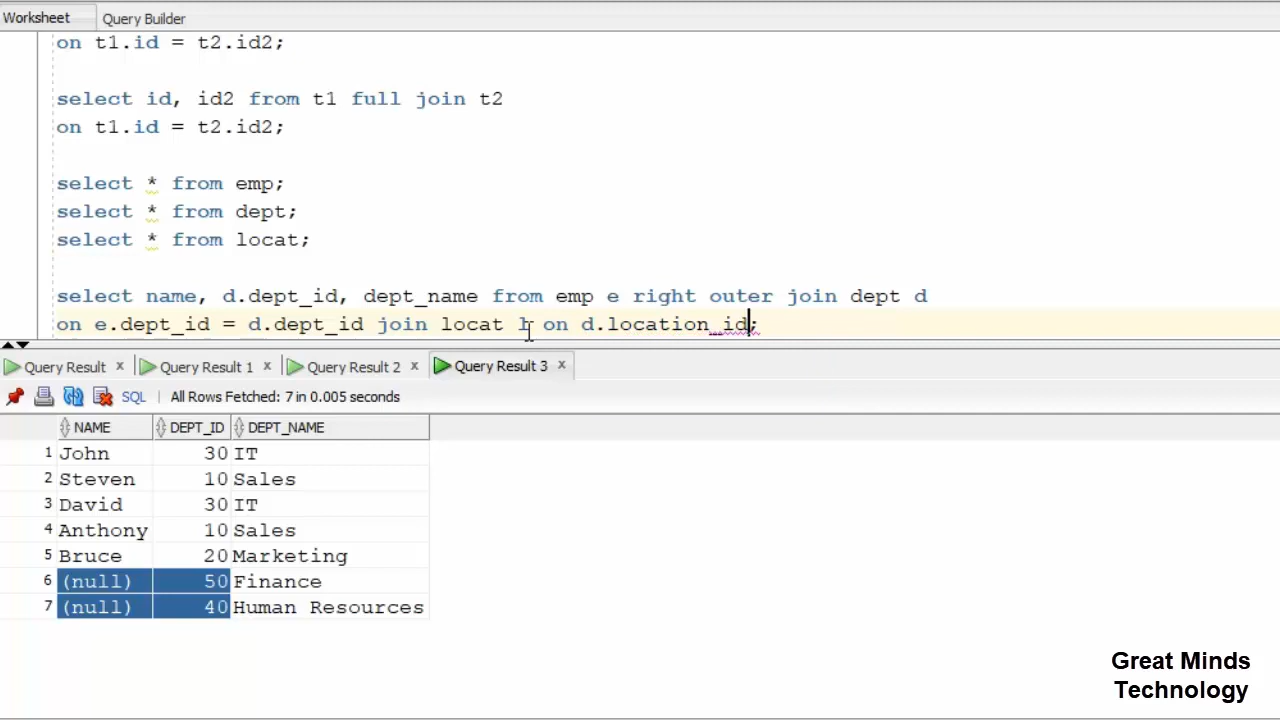 Worksheet Query Builder
on t1.id = t2.id2;
select id, id2 from t1 full join t2
on t1.id = t2.id2;
select * from emp;
select * from dept;
select * from locat;
select name, d.dept_id, dept_name from emp e right outer join dept d
on e.dept_id = d.dept_id join locat l on d.location_id;
Query Result x Query Result 1 x Query Result 2 x Query Result 3 x
SQL | All Rows Fetched: 7 in 0.005 seconds
NAME DEPT_ID DEPT_NAME
1 John 30 IT
2 Steven 10 Sales
3 David 30 IT
4 Anthony 10 Sales
5 Bruce 20 Marketing
6 (null) 50 Finance
7 (null) 40 Human Resources
Great Minds
Technology